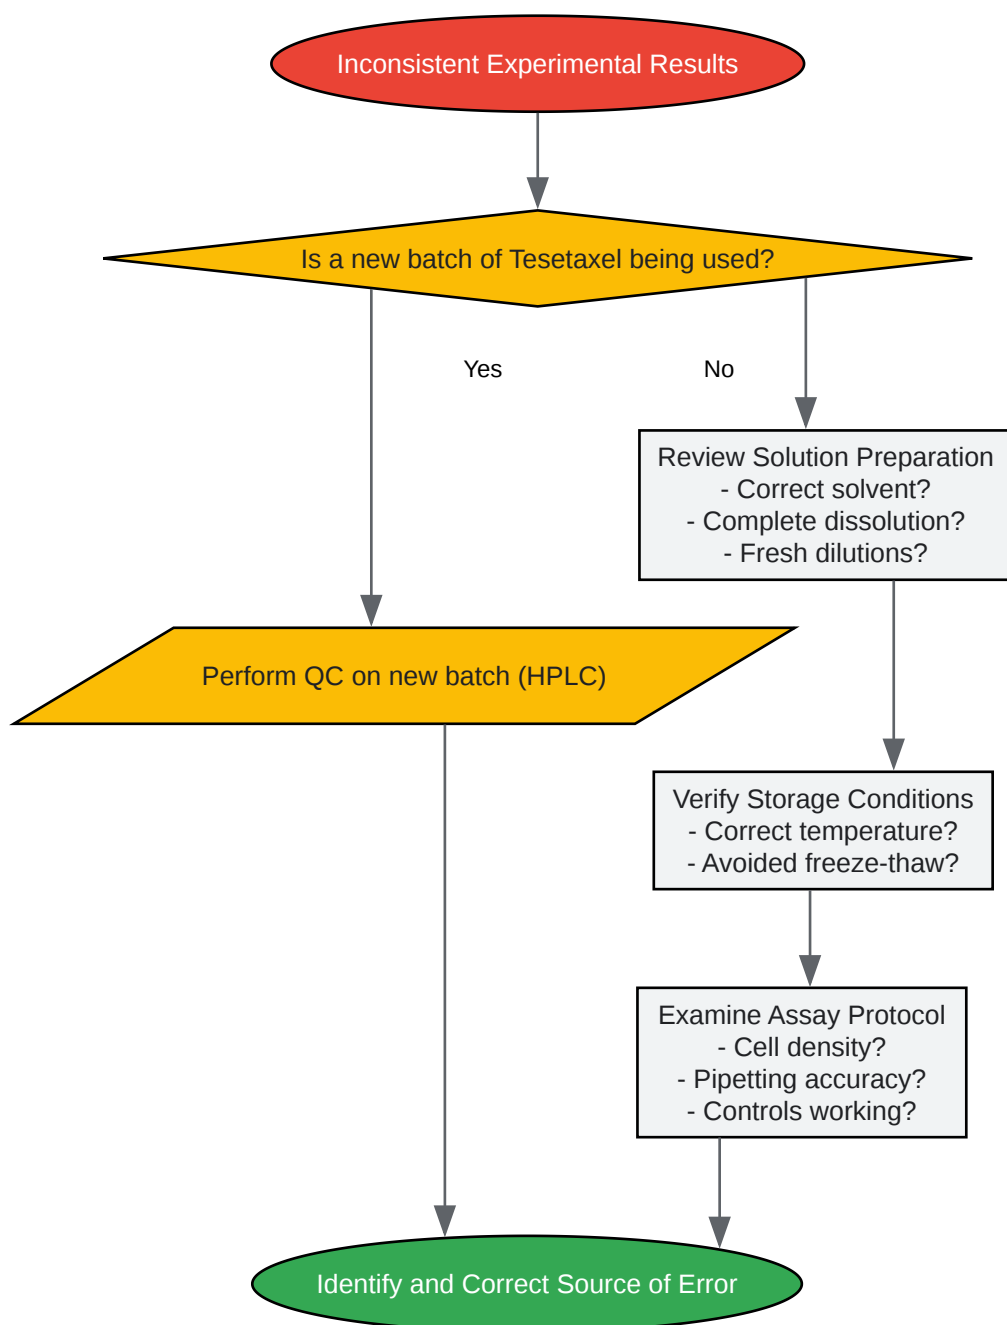 Inconsistent Experimental Results
Is a new batch of Tesetaxel being used?
Yes
No
Review Solution Preparation
- Correct solvent?
- Complete dissolution?
- Fresh dilutions?
Perform QC on new batch (HPLC)
Verify Storage Conditions
- Correct temperature?
- Avoided freeze-thaw?
Examine Assay Protocol
- Cell density?
- Pipetting accuracy?
- Controls working?
Identify and Correct Source of Error